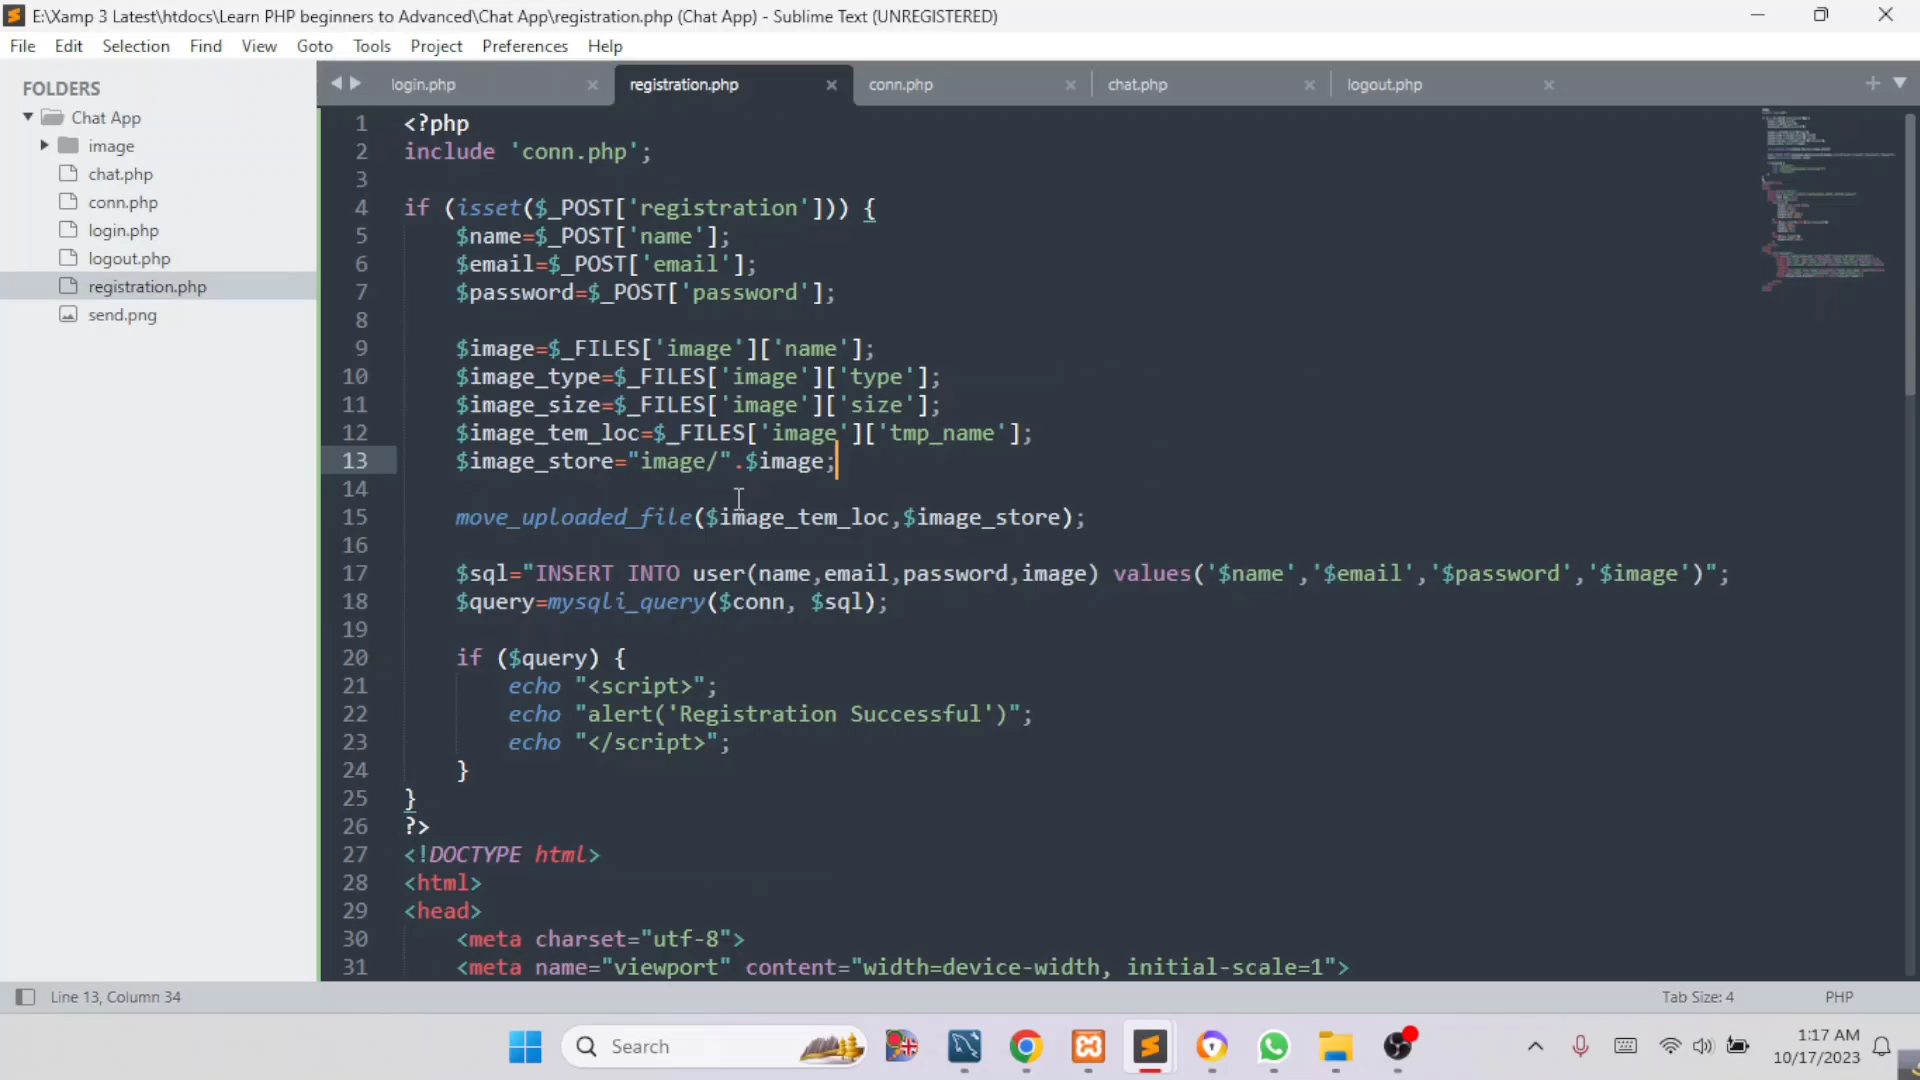 E:\Xamp 3 Latest\htdocs\Learn PHP beginners to Advanced\Chat App\registration.php (Chat App) - Sublime Text (UNREGISTERED)
File Edit Selection Find View Goto Tools Project Preferences Help
FOLDERS
Chat App
image
chat.php
conn.php
login.php
logout.php
registration.php
send.png
login.php registration.php conn.php chat.php logout.php
1 <?php
2 include 'conn.php';
3
4 if (isset($_POST['registration'])) {
5 $name=$_POST['name'];
6 $email=$_POST['email'];
7 $password=$_POST['password'];
8
9 $image=$_FILES['image']['name'];
10 $image_type=$_FILES['image']['type'];
11 $image_size=$_FILES['image']['size'];
12 $image_tem_loc=$_FILES['image']['tmp_name'];
13 $image_store="image/".$image;
14
15 move_uploaded_file($image_tem_loc,$image_store);
16
17 $sql="INSERT INTO user(name,email,password,image) values('$name','$email','$password','$image')";
18 $query=mysqli_query($conn, $sql);
19
20 if ($query) {
21 echo "<script>";
22 echo "alert('Registration Successful')";
23 echo "</script>";
24 }
25 }
26 ?>
27 <!DOCTYPE html>
28 <html>
29 <head>
30 <meta charset="utf-8">
31 <meta name="viewport" content="width=device-width, initial-scale=1">
Line 13, Column 34
Tab Size: 4
PHP
Search
1:17 AM
10/17/2023